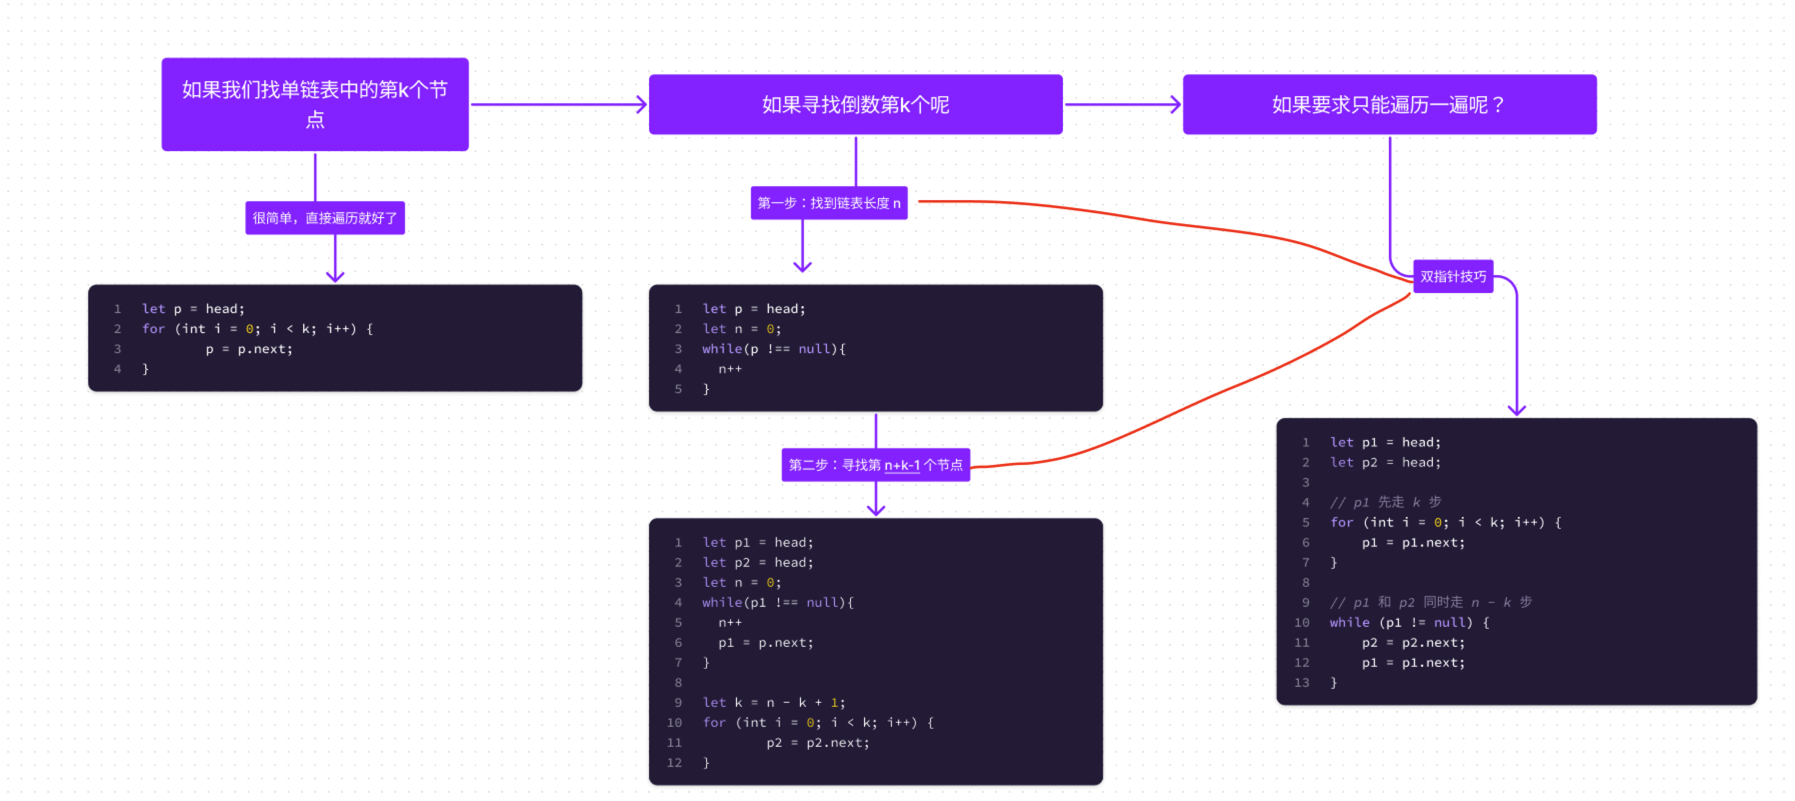 如果我们找单链表中的第k个节
点
很简单，直接遍历就好了
1 let p = head;
2 for (int i = 0; i < k; i++) {
3         p = p.next;
4 }
如果寻找倒数第k个呢
第一步：找到链表长度 n
1 let p = head;
2 let n = 0;
3 while(p !== null){
4   n++
5 }
第二步：寻找第 n+k-1 个节点
1 let p1 = head;
2 let p2 = head;
3 let n = 0;
4 while(p1 !== null){
5   n++
6   p1 = p.next;
7 }
8
9 let k = n - k + 1;
10 for (int i = 0; i < k; i++) {
11         p2 = p2.next;
12 }
如果要求只能遍历一遍呢？
双指针技巧
1 let p1 = head;
2 let p2 = head;
3
4 // p1 先走 k 步
5 for (int i = 0; i < k; i++) {
6     p1 = p1.next;
7 }
8
9 // p1 和 p2 同时走 n - k 步
10 while (p1 != null) {
11     p2 = p2.next;
12     p1 = p1.next;
13 }